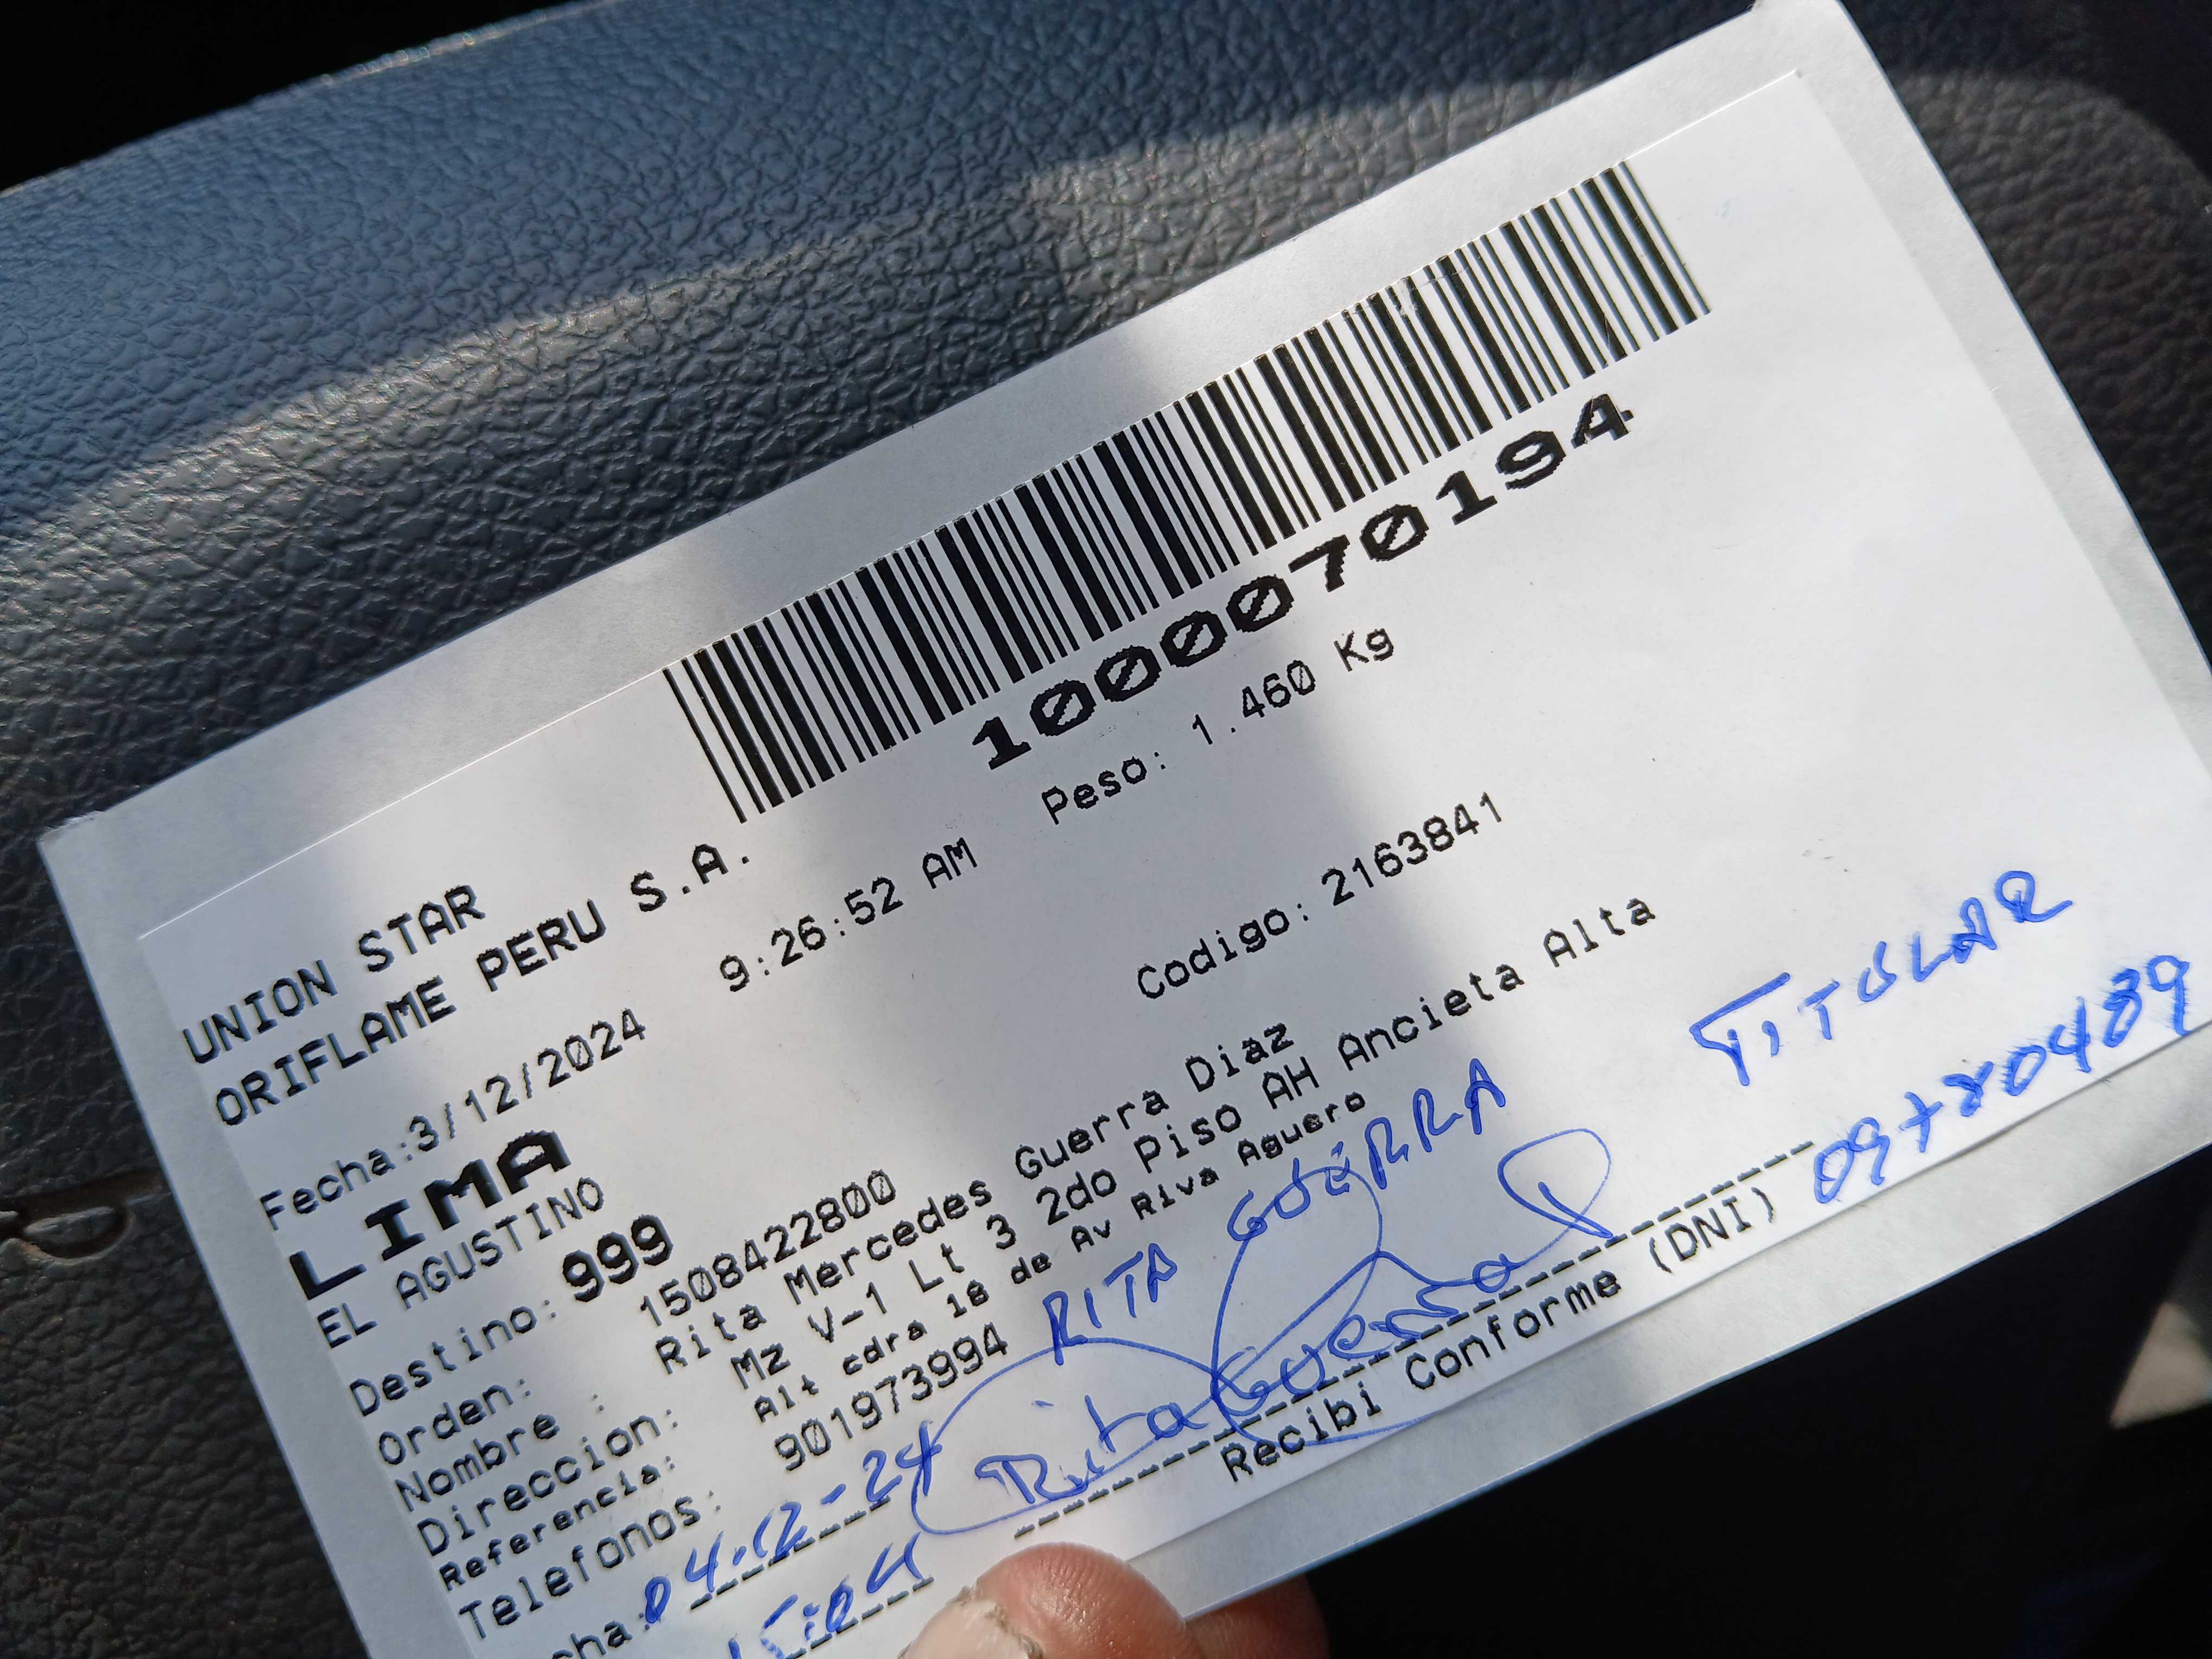 10000070194
UNION STAR
ORIFLAME PERU S.A.
Fecha:3/12/2024 9:26:52 AM Peso: 1.460 Kg
LIMA
EL AGUSTINO
Destino: 999 Codigo: 2163841
Orden: 1508422800
Nombre : Rita Mercedes Guerra Diaz
Direccion: Mz V-1 Lt 3 2do Piso AH Ancieta Alta
Referencia: Alt cdra 18 de Av Riva Aguero
Telefonos: 901973994
RITA GUERRA TITULAR
cha: 04-12-24 Rita Guerra 09780489
Recibi Conforme (DNI)